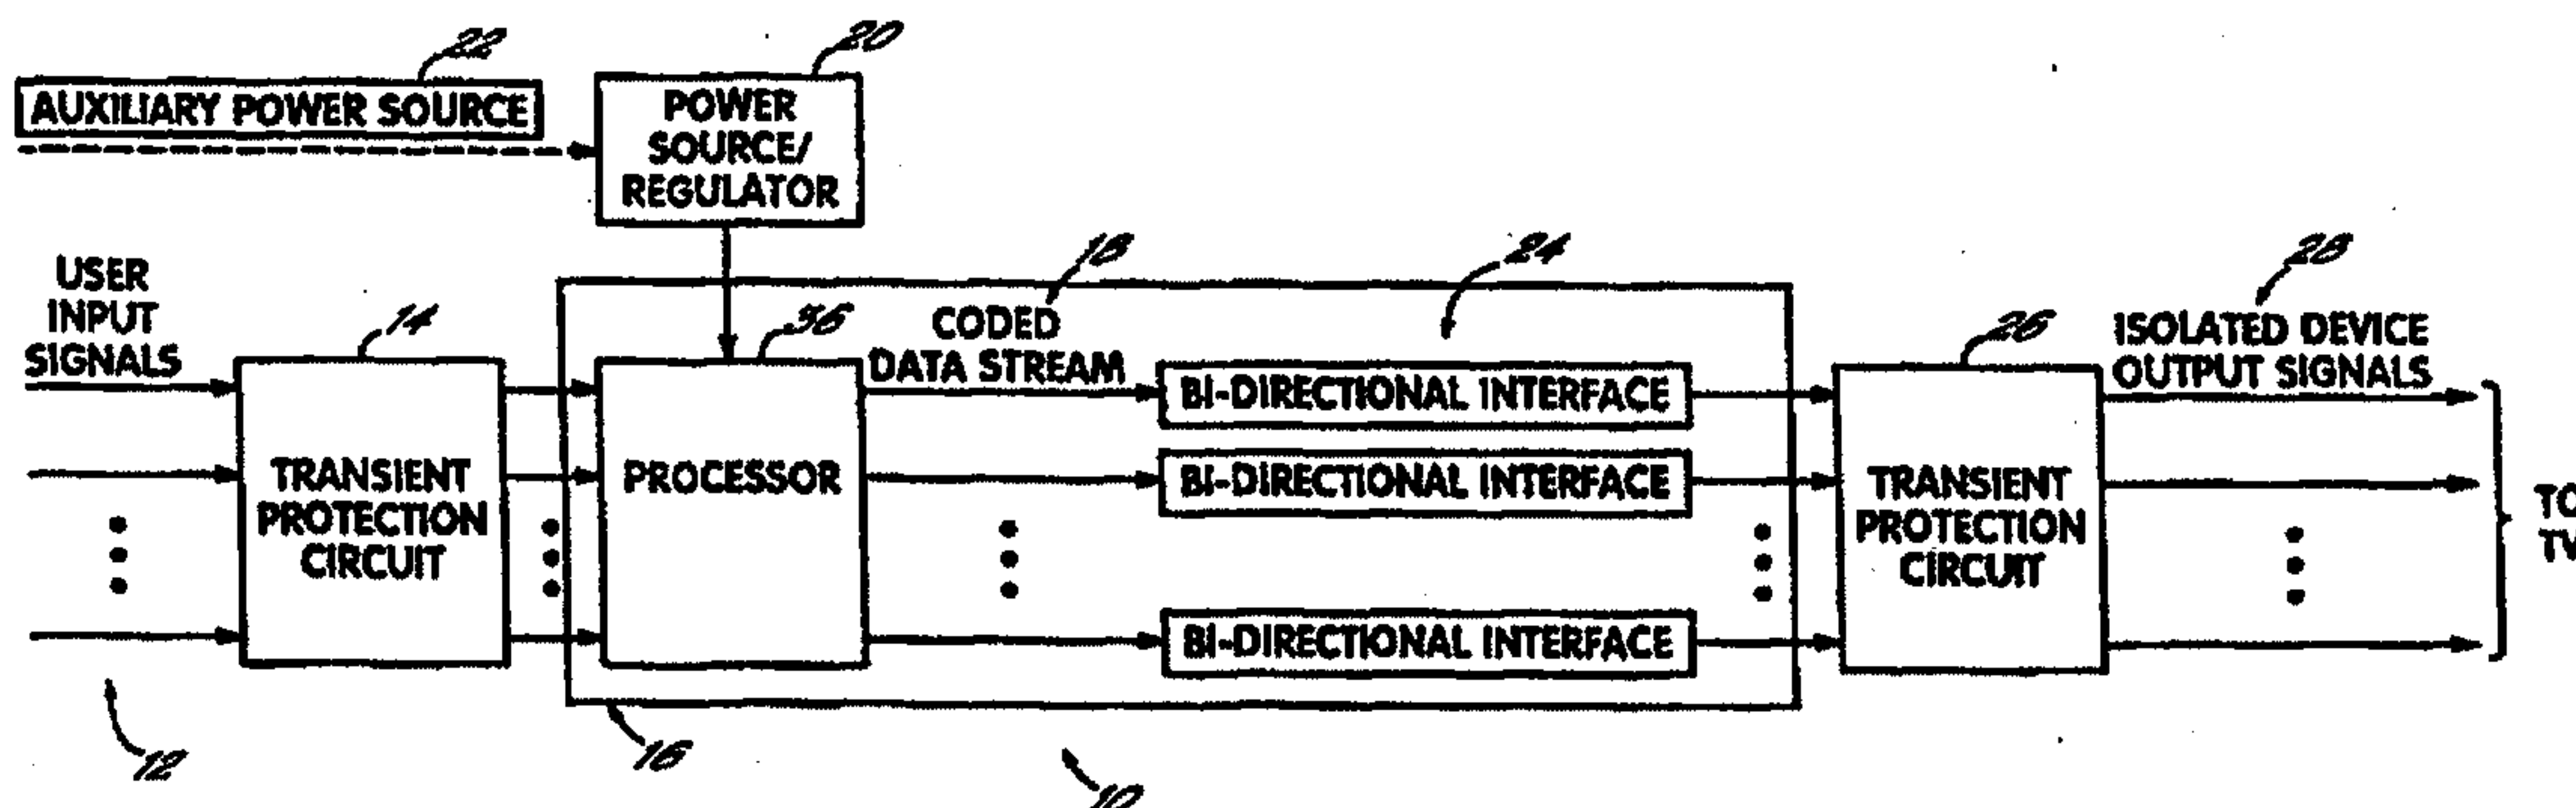 22
20
AUXILIARY POWER SOURCE
POWER
SOURCE/
REGULATOR
USER
INPUT
SIGNALS
14
36
CODED
DATA STREAM
18
24
26
28
ISOLATED DEVICE
OUTPUT SIGNALS
TRANSIENT
PROTECTION
CIRCUIT
PROCESSOR
BI-DIRECTIONAL INTERFACE
BI-DIRECTIONAL INTERFACE
BI-DIRECTIONAL INTERFACE
TRANSIENT
PROTECTION
CIRCUIT
TO
TV
12
16
10